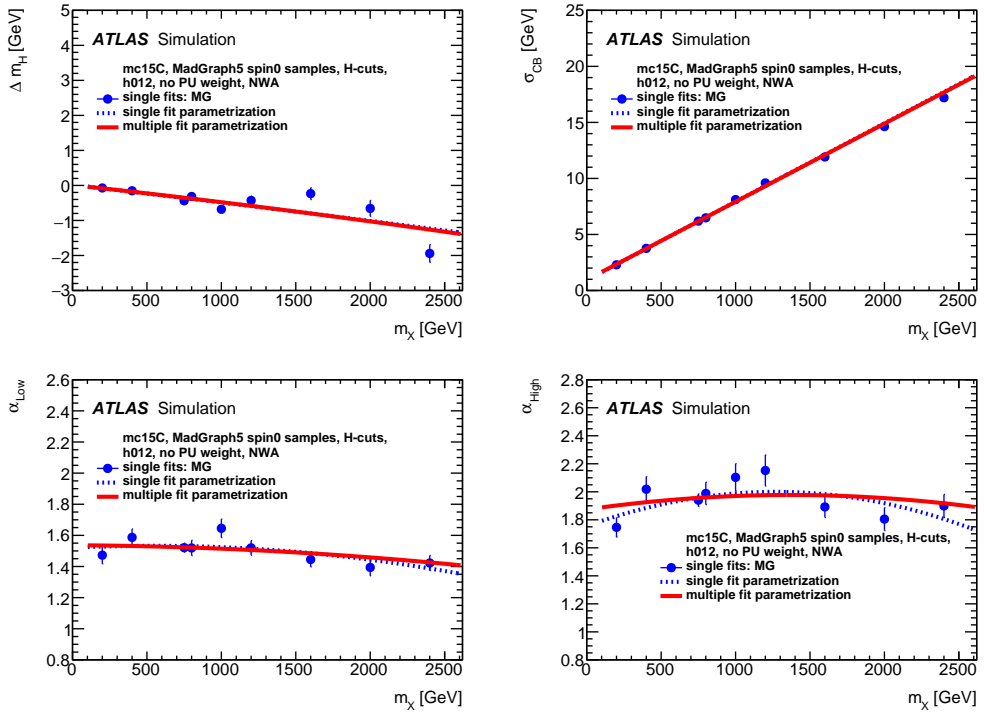 Δ m_H [GeV]
5
4
3
2
1
0
−1
−2
−3
ATLAS Simulation
mc15C, MadGraph5 spin0 samples, H-cuts,
h012, no PU weight, NWA
single fits: MG
single fit parametrization
multiple fit parametrization
0 500 1000 1500 2000 2500
m_X [GeV]
σ_CB [GeV]
25
20
15
10
5
0
ATLAS Simulation
mc15C, MadGraph5 spin0 samples, H-cuts,
h012, no PU weight, NWA
single fits: MG
single fit parametrization
multiple fit parametrization
0 500 1000 1500 2000 2500
m_X [GeV]
α_Low
2.6
2.4
2.2
2
1.8
1.6
1.4
1.2
1
0.8
ATLAS Simulation
mc15C, MadGraph5 spin0 samples, H-cuts,
h012, no PU weight, NWA
single fits: MG
single fit parametrization
multiple fit parametrization
0 500 1000 1500 2000 2500
m_X [GeV]
α_High
2.8
2.6
2.4
2.2
2
1.8
1.6
1.4
1.2
1
0.8
ATLAS Simulation
mc15C, MadGraph5 spin0 samples, H-cuts,
h012, no PU weight, NWA
single fits: MG
single fit parametrization
multiple fit parametrization
0 500 1000 1500 2000 2500
m_X [GeV]